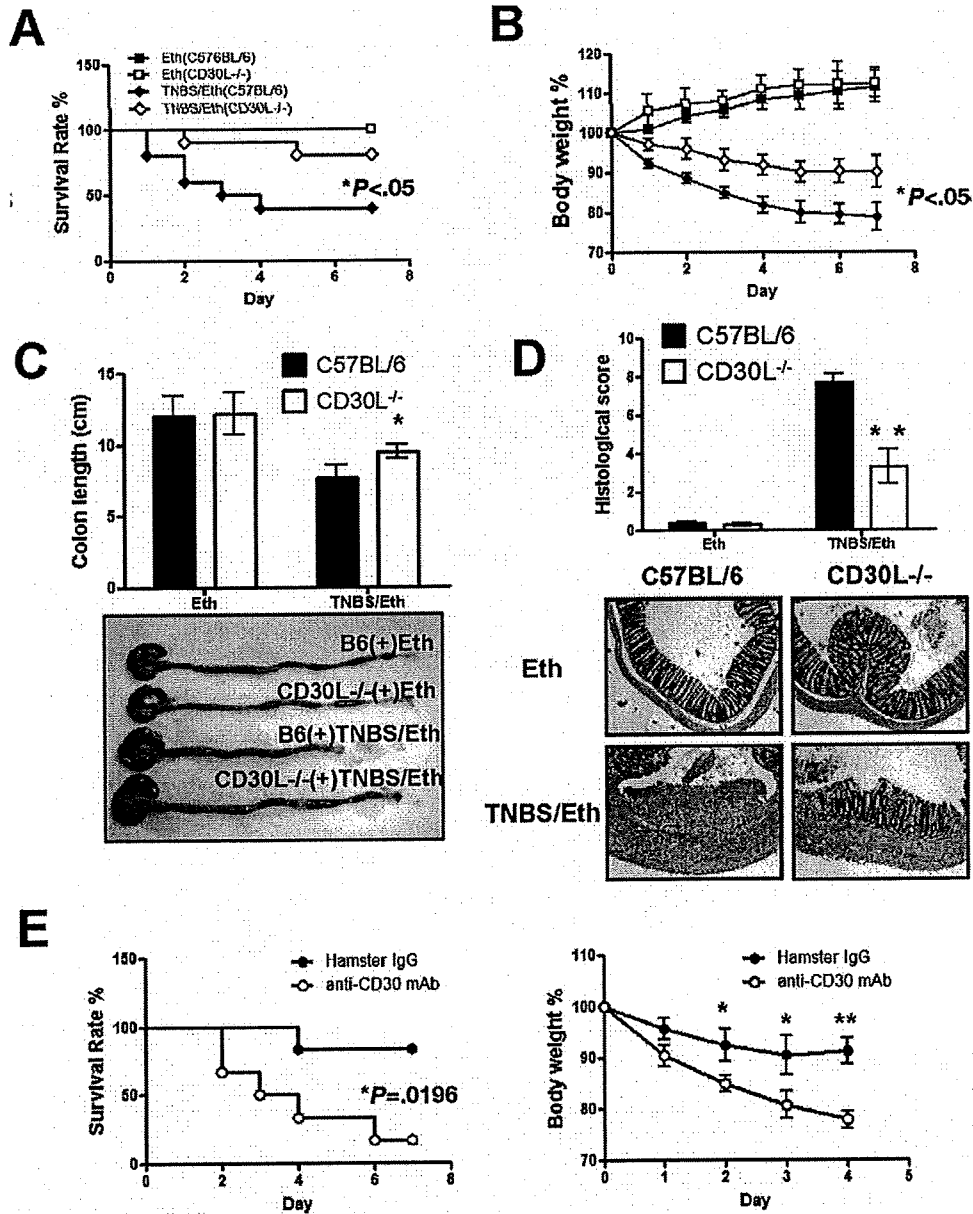 A
Eth(C576BL/6)
Eth(CD30L-/-)
TNBS/Eth(C57BL/6)
TNBS/Eth(CD30L-/-)
150
100
50
0
Survival Rate %
*P<.05
0 2 4 6 8
Day
B
120
110
100
90
80
70
Body weight %
*P<.05
0 2 4 6 8
Day
C
C57BL/6
CD30L-/-
15
10
5
0
Colon length (cm)
*
Eth
TNBS/Eth
B6(+)Eth
CD30L-/-(+)Eth
B6(+)TNBS/Eth
CD30L-/-(+)TNBS/Eth
D
C57BL/6
CD30L-/-
10
8
6
4
2
0
Histological score
* *
Eth
TNBS/Eth
C57BL/6
CD30L-/-
Eth
TNBS/Eth
E
Hamster IgG
anti-CD30 mAb
150
100
50
0
Survival Rate %
*P=.0196
0 2 4 6 8
Day
Hamster IgG
anti-CD30 mAb
110
100
90
80
70
Body weight %
* * **
0 1 2 3 4 5
Day